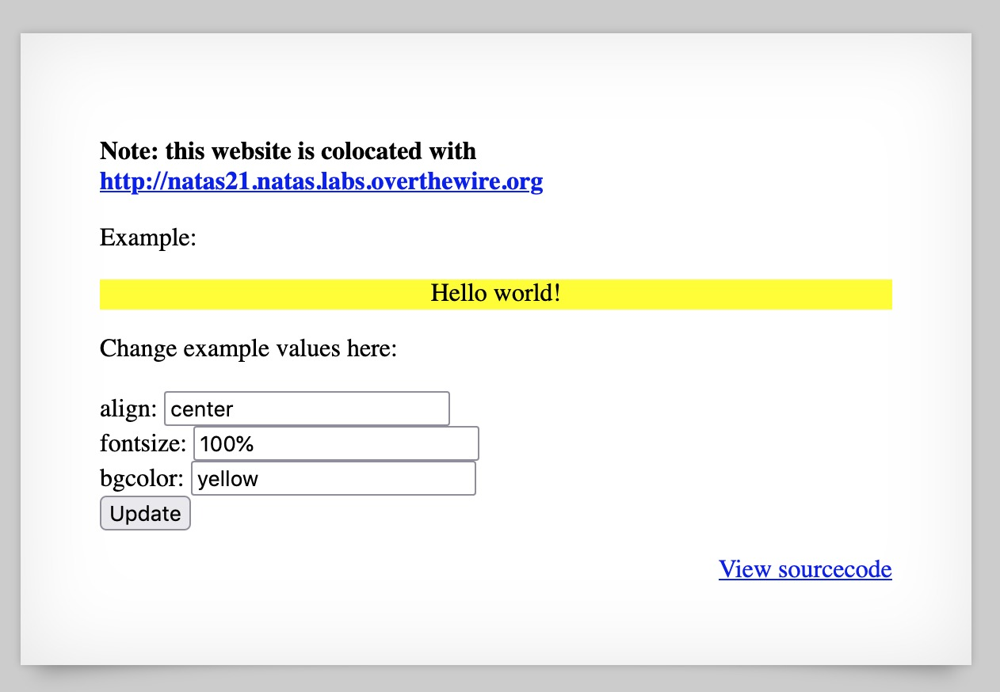 Note: this website is colocated with
http://natas21.natas.labs.overthewire.org
Example:
Hello world!
Change example values here:
align: center
fontsize: 100%
bgcolor: yellow
Update
View sourcecode